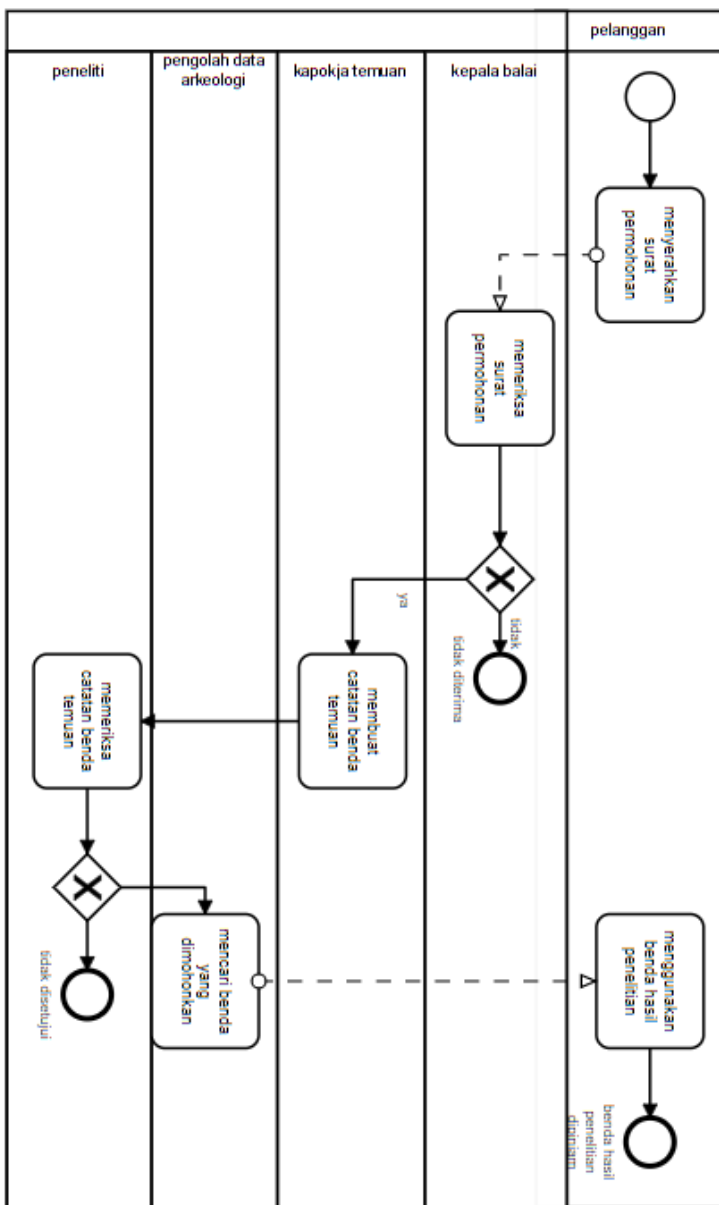 pelanggan
peneliti
pengolah data
arkeologi
kapokja temuan
kepala balai
menyerahkan
surat
permohonan
memeriksa
surat
permohonan
ya
tidak
tidak diterima
memeriksa
catatan benda
temuan
membuat
catatan benda
temuan
tidak disetujui
mencari benda
yang
dimohonkan
menggunakan
benda hasil
penelitian
benda hasil
penelitian
dipinjam